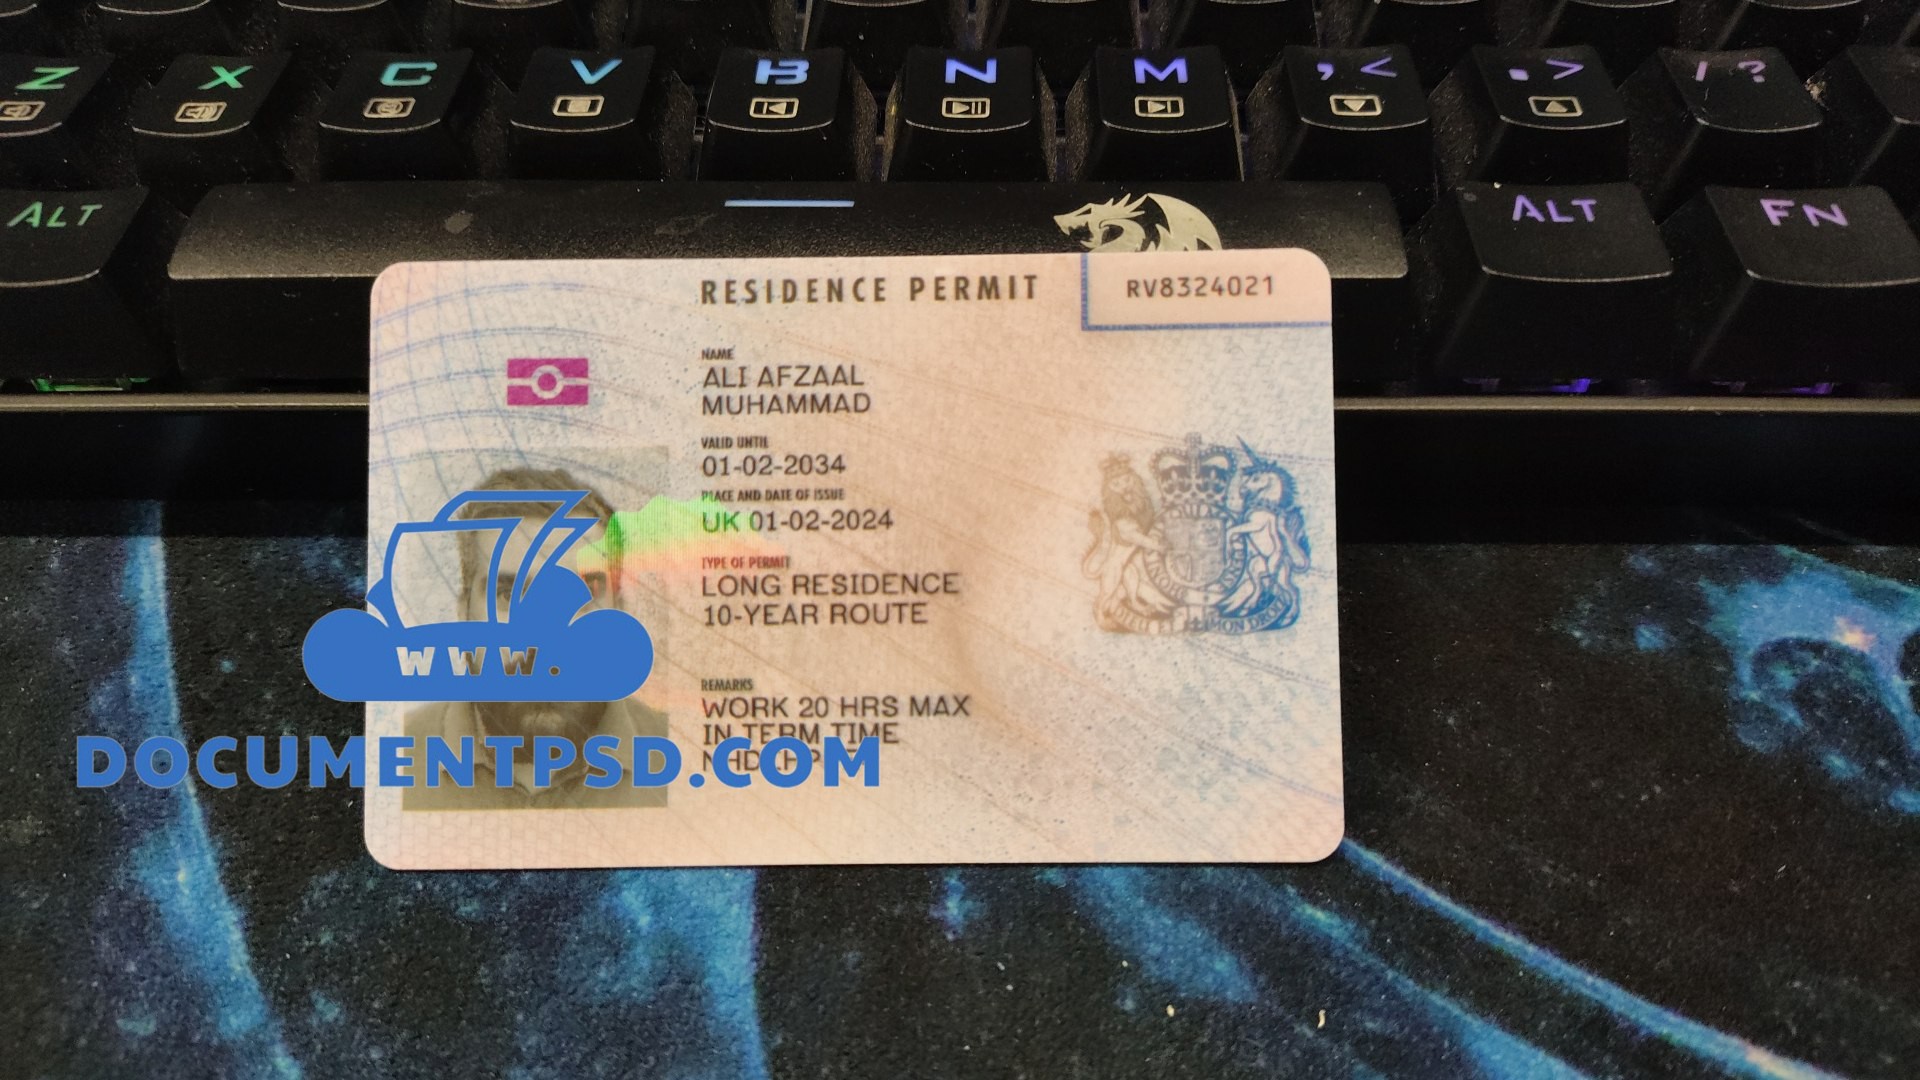 Z X C V B N M , < . > / ?
ALT ALT FN
RESIDENCE PERMIT
RV8324021
NAME
ALI AFZAAL
MUHAMMAD
VALID UNTIL
01-02-2034
PLACE AND DATE OF ISSUE
UK 01-02-2024
TYPE OF PERMIT
LONG RESIDENCE
10-YEAR ROUTE
REMARKS
WORK 20 HRS MAX
IN TERM TIME
www.
DOCUMENTPSD.COM